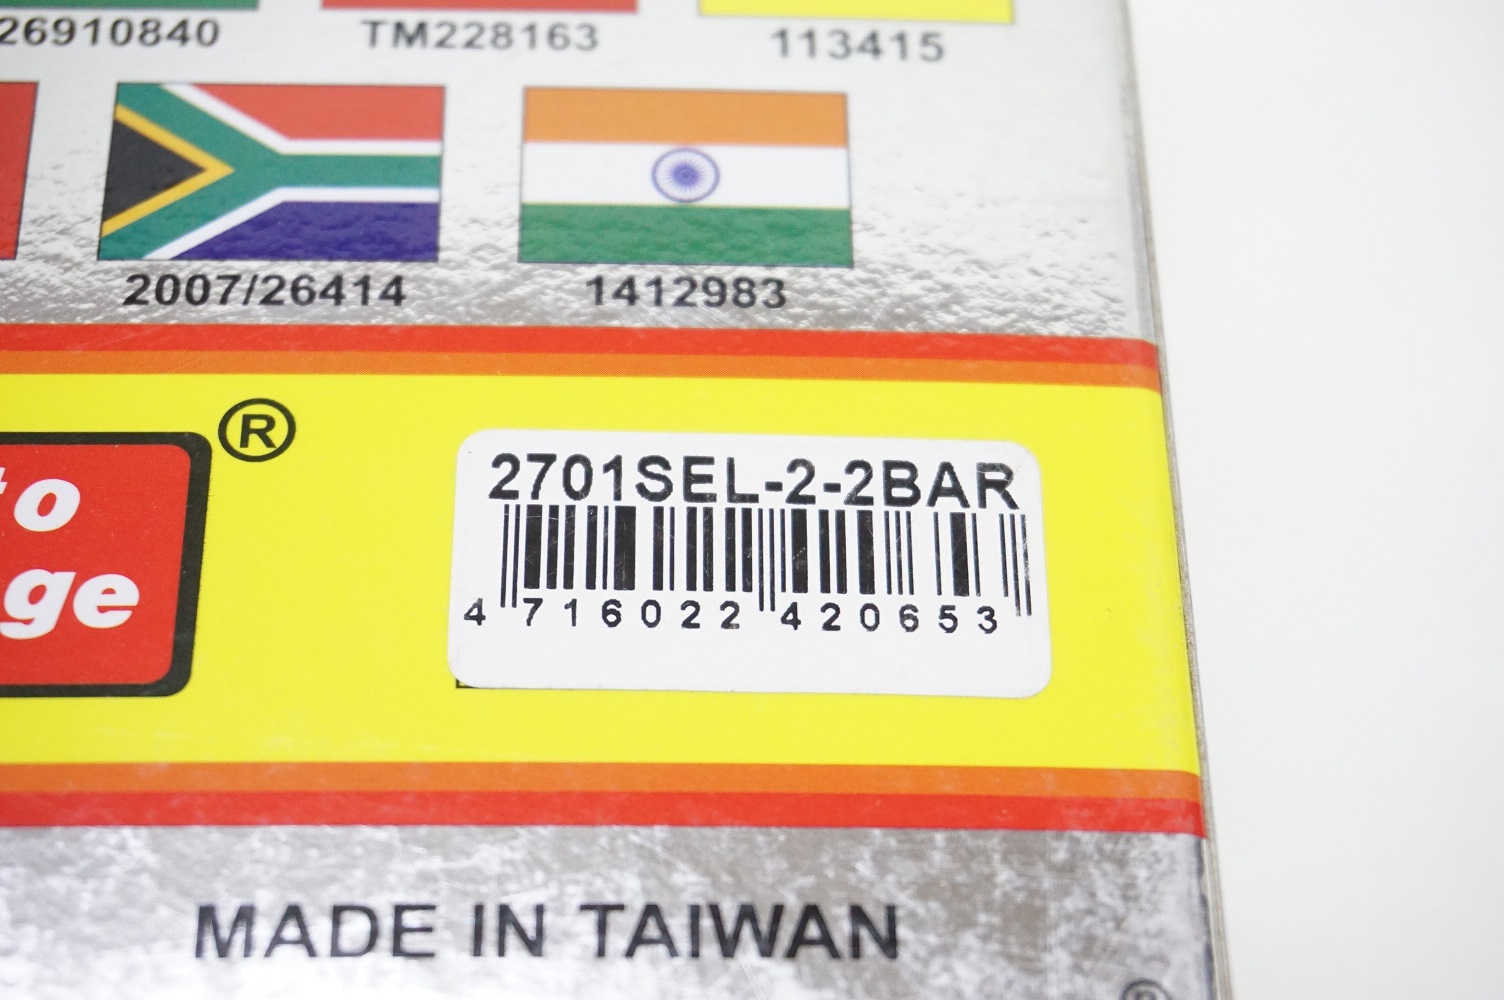 26910840 TM228163 113415
2007/26414 1412983
®
to
ge
2701SEL-2-2BAR
4 716022 420653
MADE IN TAIWAN
®